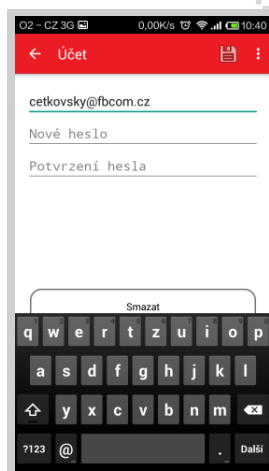 O2 – CZ 3G 0,00K/s 10:40
Účet
cetkovsky@fbcom.cz
Nové heslo
Potvrzení hesla
Smazat
q w e r t z u i o p
a s d f g h j k l
y x c v b n m
?123 @ . Další